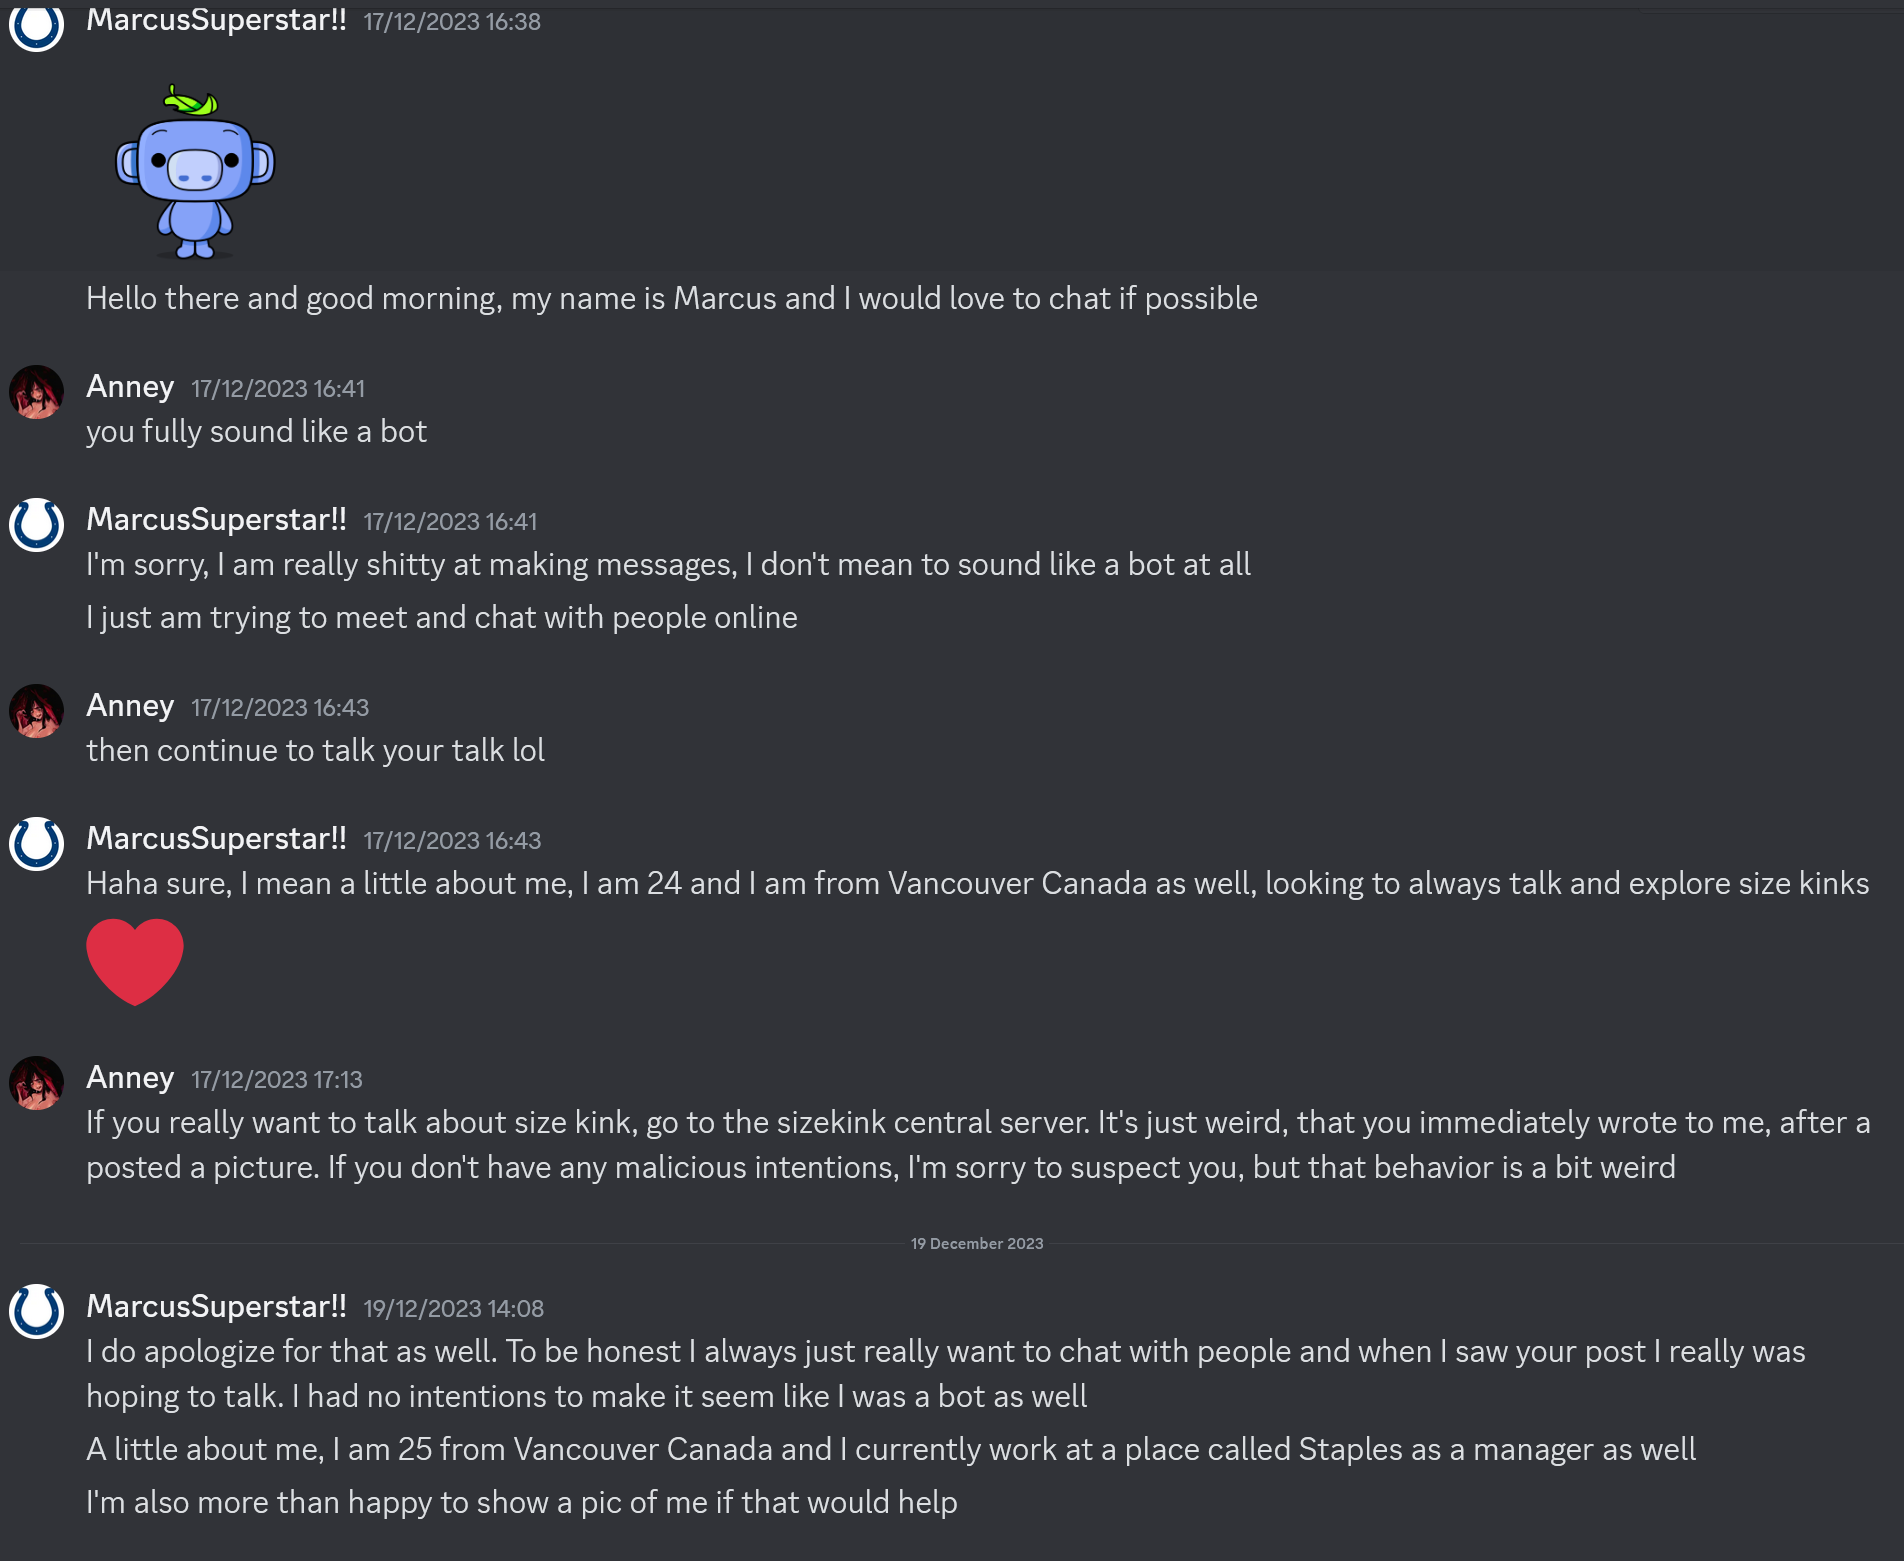 MarcusSuperstar!! 17/12/2023 16:38
Hello there and good morning, my name is Marcus and I would love to chat if possible
Anney 17/12/2023 16:41
you fully sound like a bot
MarcusSuperstar!! 17/12/2023 16:41
I'm sorry, I am really shitty at making messages, I don't mean to sound like a bot at all
I just am trying to meet and chat with people online
Anney 17/12/2023 16:43
then continue to talk your talk lol
MarcusSuperstar!! 17/12/2023 16:43
Haha sure, I mean a little about me, I am 24 and I am from Vancouver Canada as well, looking to always talk and explore size kinks
Anney 17/12/2023 17:13
If you really want to talk about size kink, go to the sizekink central server. It's just weird, that you immediately wrote to me, after a
posted a picture. If you don't have any malicious intentions, I'm sorry to suspect you, but that behavior is a bit weird
19 December 2023
MarcusSuperstar!! 19/12/2023 14:08
I do apologize for that as well. To be honest I always just really want to chat with people and when I saw your post I really was
hoping to talk. I had no intentions to make it seem like I was a bot as well
A little about me, I am 25 from Vancouver Canada and I currently work at a place called Staples as a manager as well
I'm also more than happy to show a pic of me if that would help